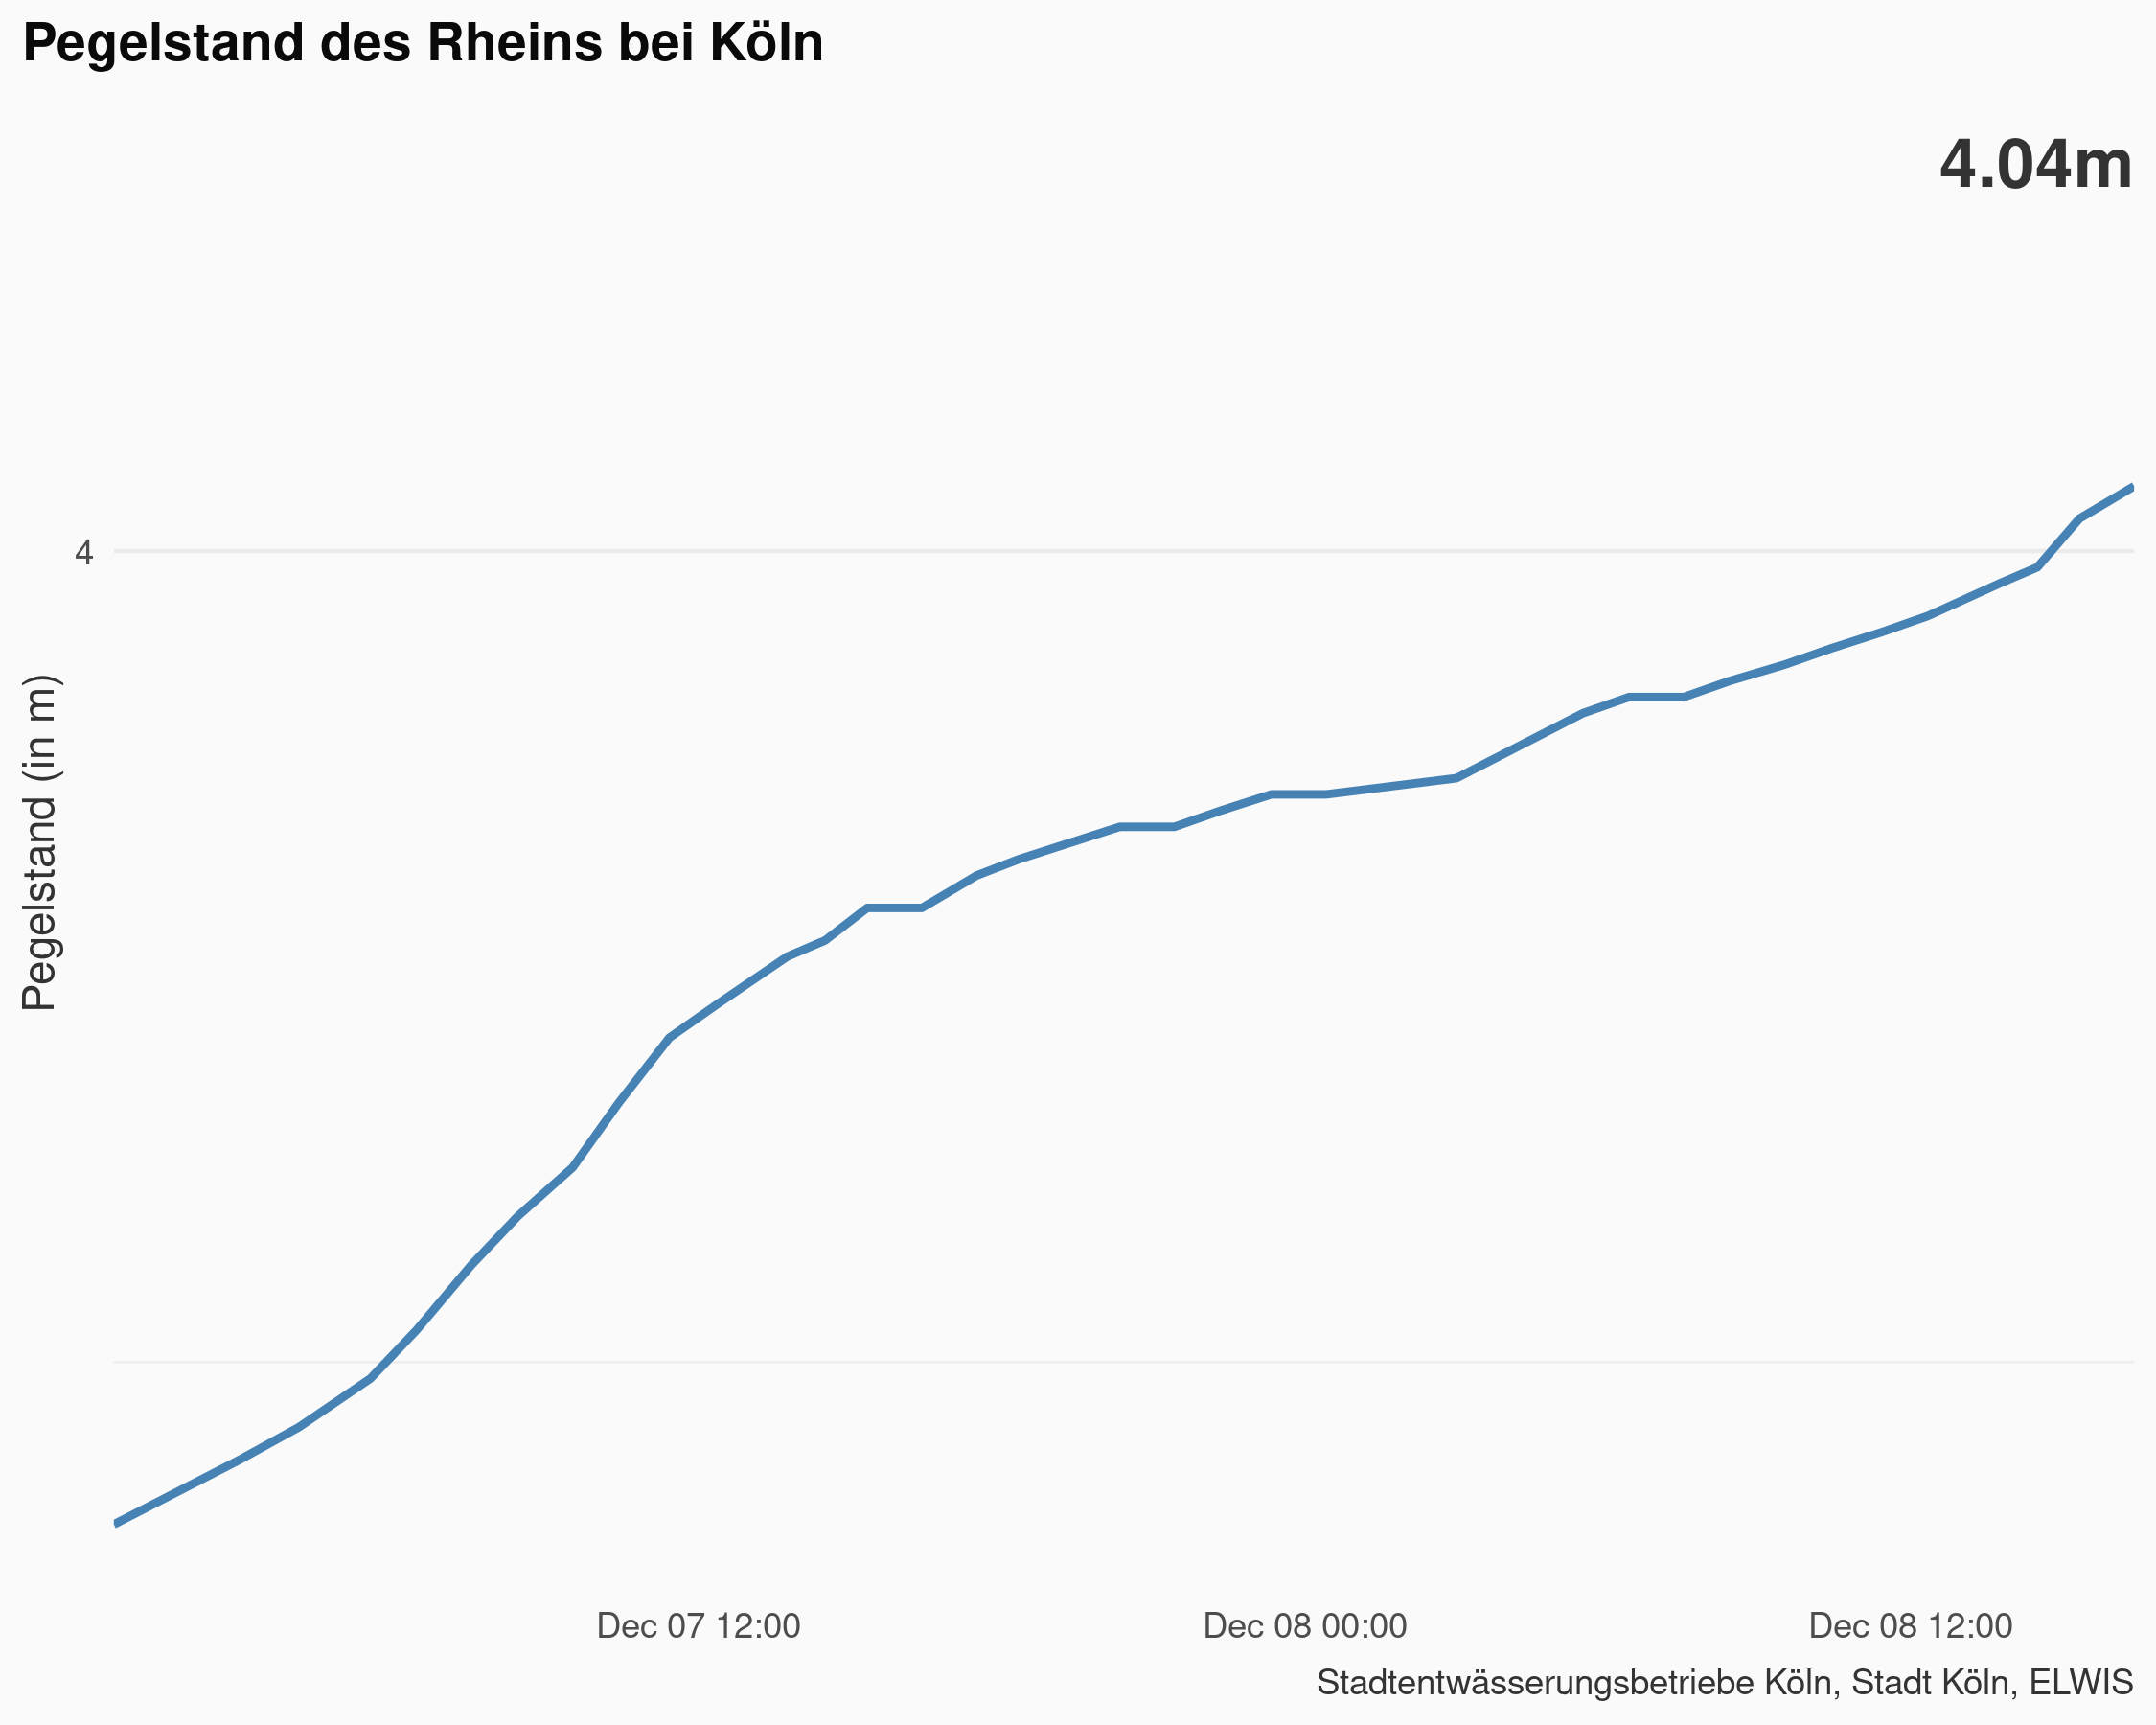 Pegelstand des Rheins bei Köln
4.04m
4
Pegelstand (in m)
Dec 07 12:00
Dec 08 00:00
Dec 08 12:00
Stadtentwässerungsbetriebe Köln, Stadt Köln, ELWIS